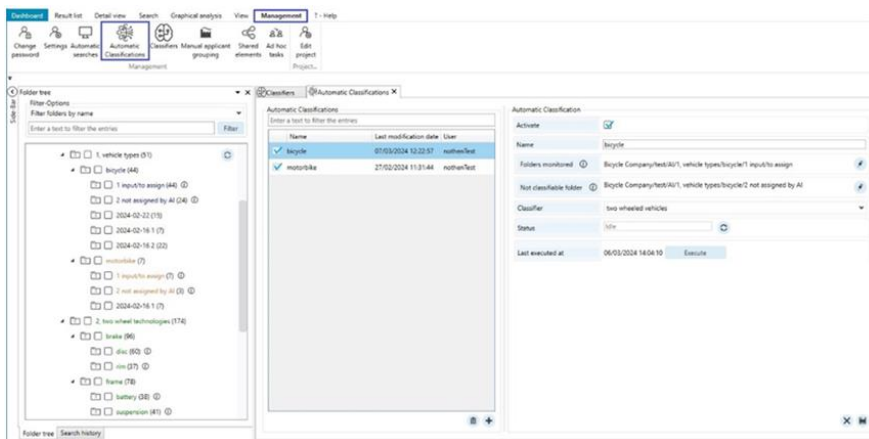 Dashboard Result list Detail view Search Graphical analysis View Management ? - Help
Change password Settings Automatic searches Automatic Classifications Classifiers Manual applicant grouping Shared elements Ad hoc tasks Edit project
Management Project...
Side-Bar
Folder tree
Filter-Options
Filter folders by name
Enter a text to filter the entries Filter
1, vehicle types (51)
bicycle (44)
1 input/to assign (44)
2 not assigned by AI (24)
2024-02-22 (15)
2024-02-16.1 (7)
2024-02-16.2 (22)
motorbike (7)
1 input/to assign (7)
2 not assigned by AI (3)
2024-02-16.1 (7)
2, two wheel technologies (174)
brake (96)
disc (60)
rim (37)
frame (78)
battery (38)
suspension (41)
Folder tree Search history
Classifiers Automatic Classifications
Automatic Classifications
Enter a text to filter the entries
Name Last modification date User
bicycle 07/03/2024 12:22:57 nothenTest
motorbike 27/02/2024 11:31:44 nothenTest
Automatic Classification
Activate
Name bicycle
Folders monitored Bicycle Company/test/AI/1, vehicle types/bicycle/1 input/to assign
Not classifiable folder Bicycle Company/test/AI/1, vehicle types/bicycle/2 not assigned by AI
Classifier two wheeled vehicles
Status Idle
Last executed at 06/03/2024 14:04:10 Execute